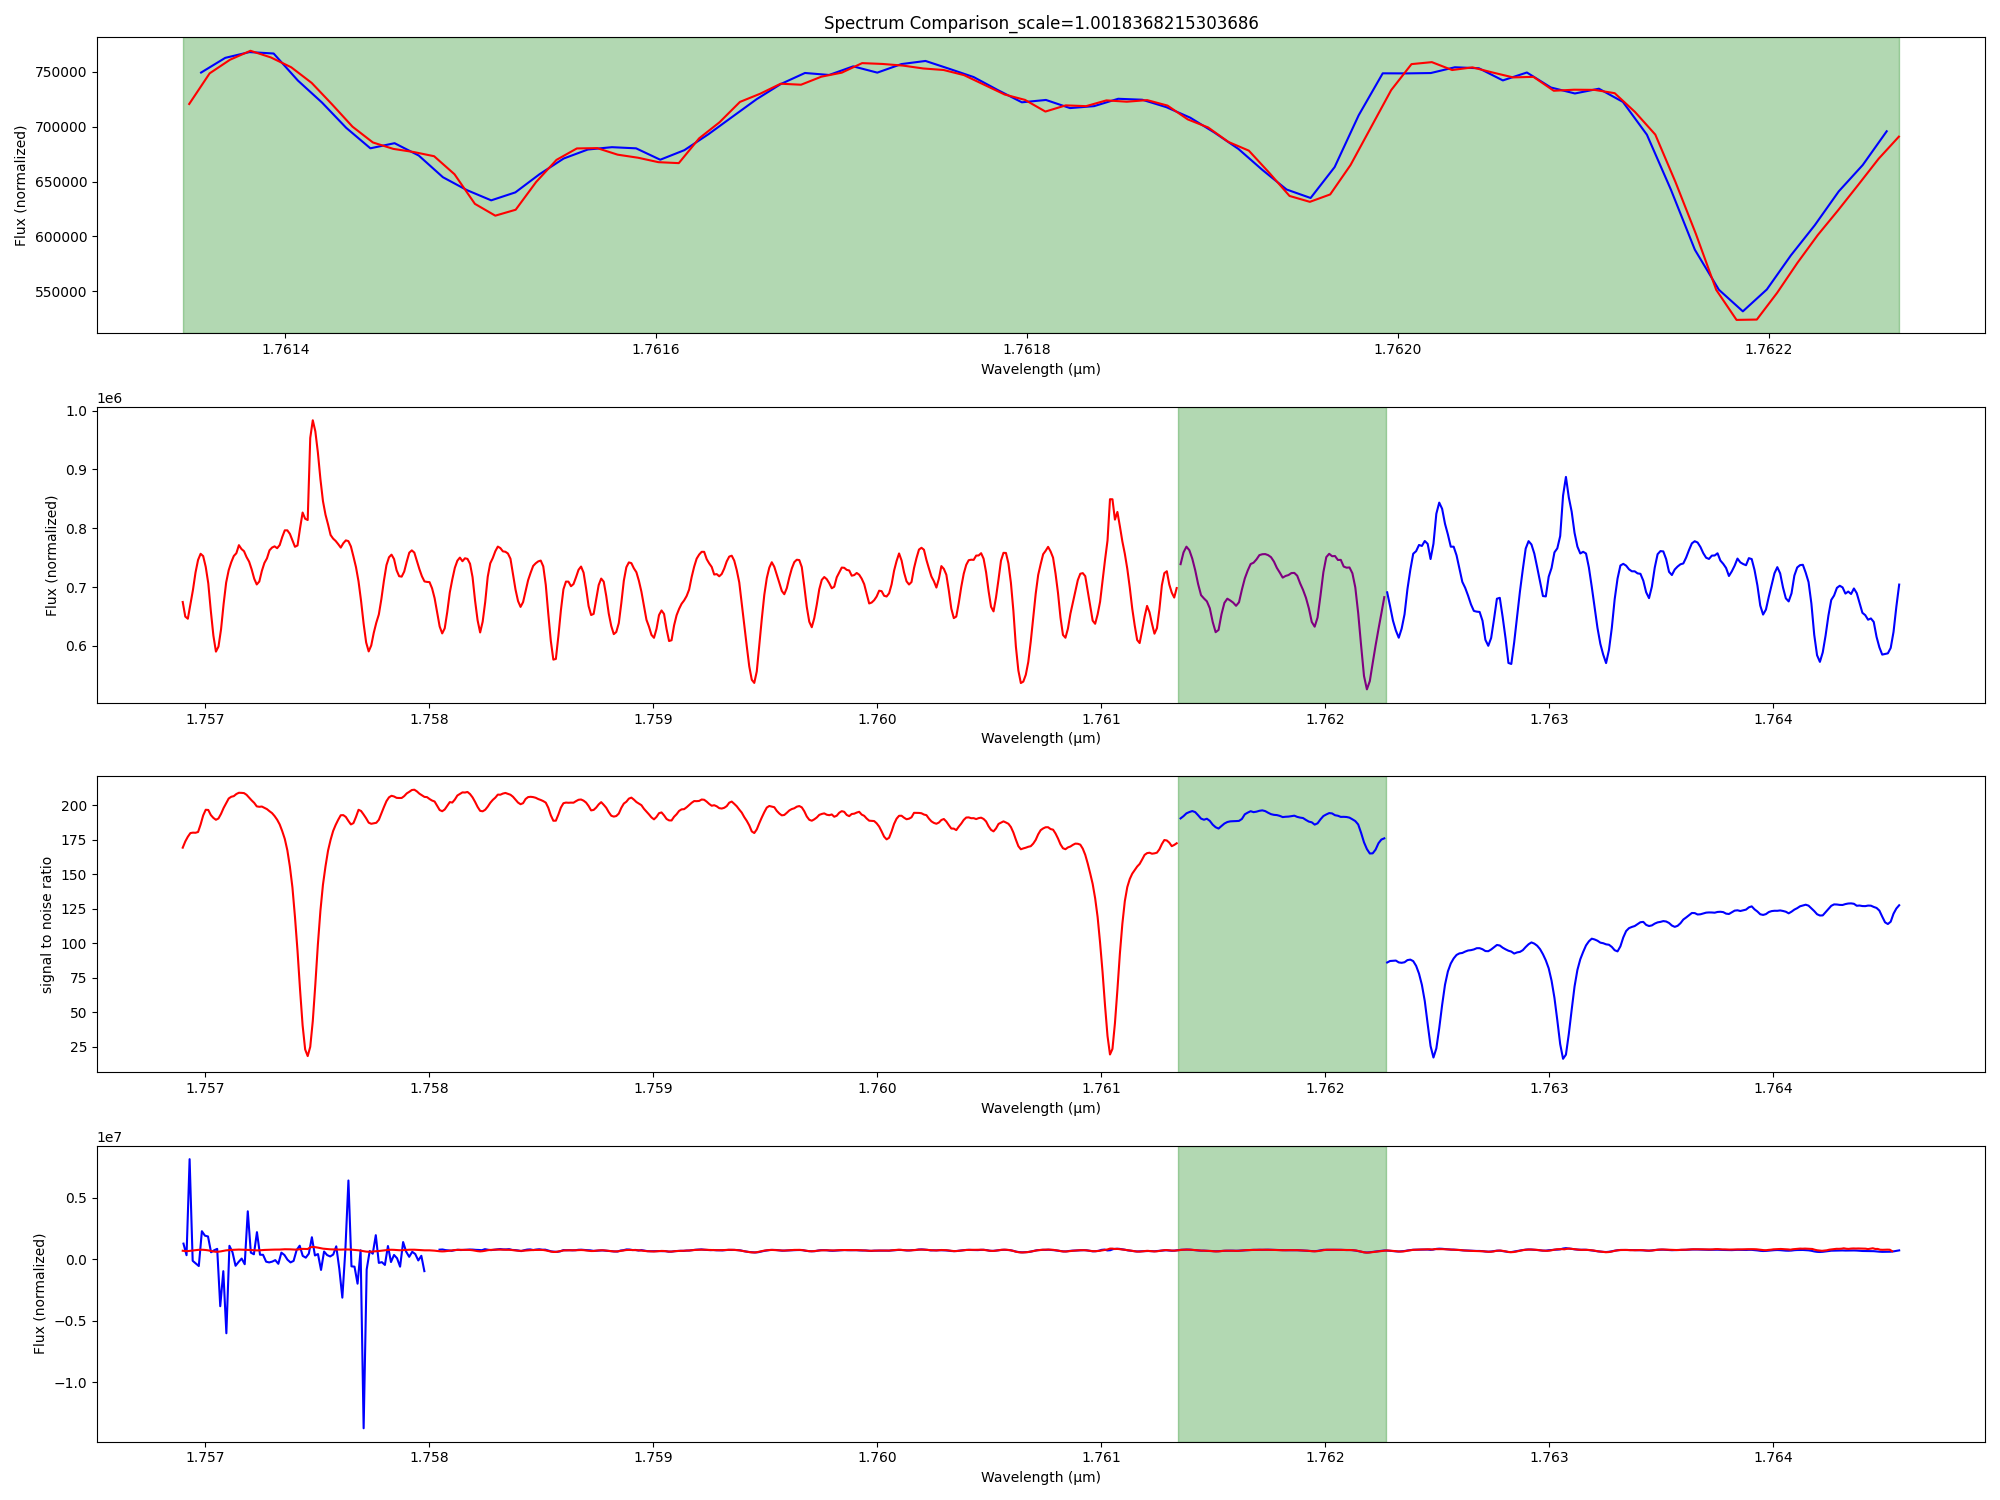 Spectrum Comparison_scale=1.0018368215303686
Flux (normalized)
750000
700000
650000
600000
550000
1.7614 1.7616 1.7618 1.7620 1.7622
Wavelength (μm)
1e6
Flux (normalized)
1.0
0.9
0.8
0.7
0.6
1.757 1.758 1.759 1.760 1.761 1.762 1.763 1.764
Wavelength (μm)
signal to noise ratio
200
175
150
125
100
75
50
25
1.757 1.758 1.759 1.760 1.761 1.762 1.763 1.764
Wavelength (μm)
1e7
Flux (normalized)
0.5
0.0
−0.5
−1.0
1.757 1.758 1.759 1.760 1.761 1.762 1.763 1.764
Wavelength (μm)